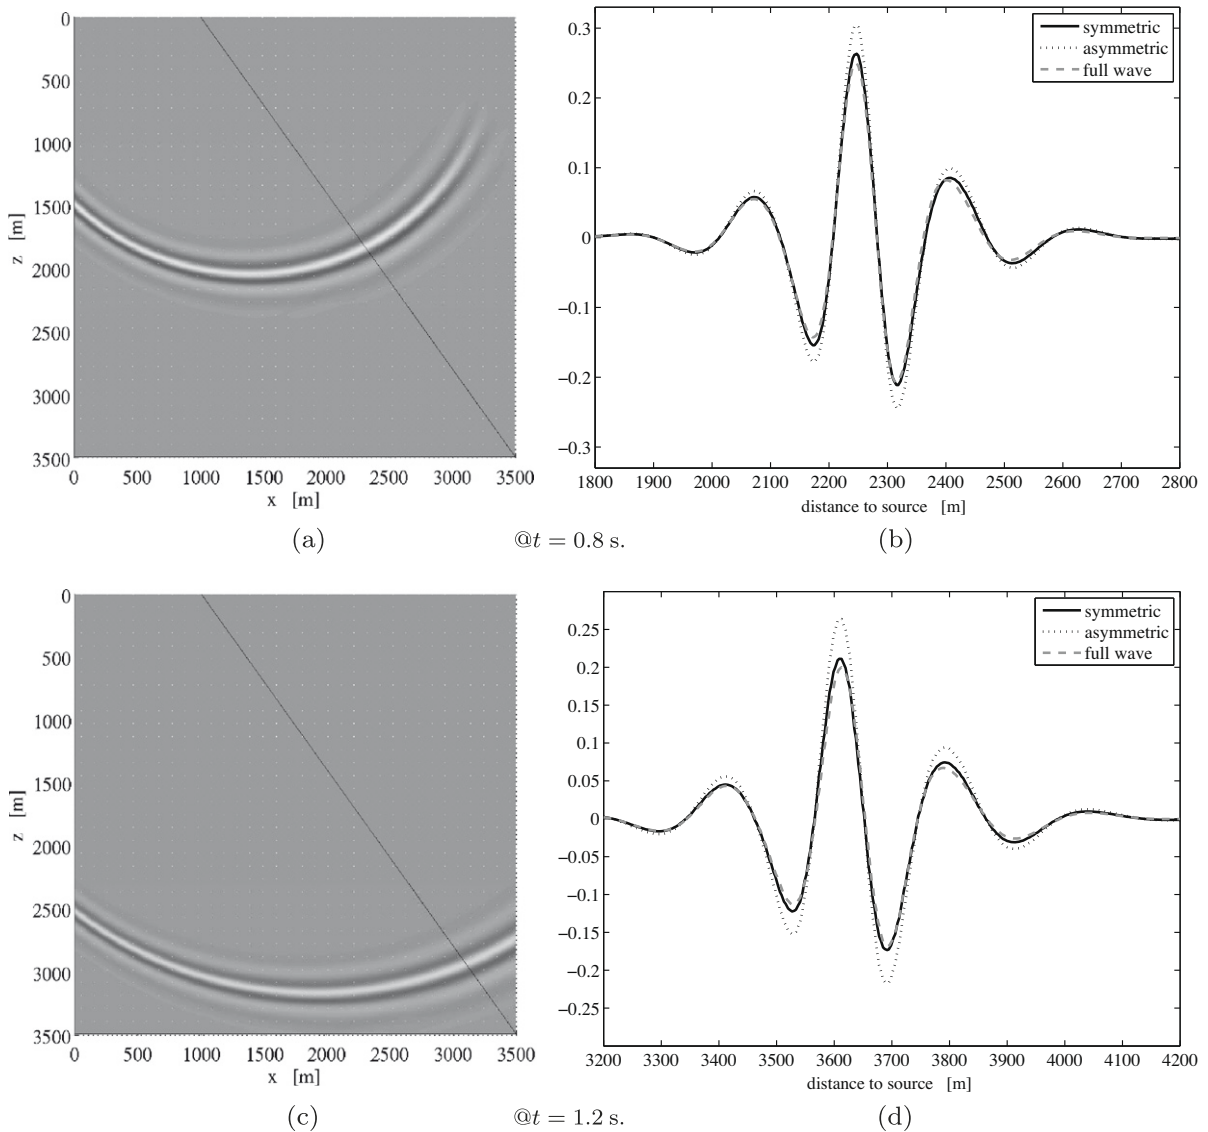 0
500
1000
1500
2000
2500
3000
3500
z [m]
0 500 1000 1500 2000 2500 3000 3500
x [m]
(a)
0.3
0.2
0.1
0
−0.1
−0.2
−0.3
symmetric
asymmetric
full wave
1800 1900 2000 2100 2200 2300 2400 2500 2600 2700 2800
distance to source [m]
@t = 0.8 s.
(b)
0
500
1000
1500
2000
2500
3000
3500
z [m]
0 500 1000 1500 2000 2500 3000 3500
x [m]
(c)
0.25
0.2
0.15
0.1
0.05
0
−0.05
−0.1
−0.15
−0.2
−0.25
symmetric
asymmetric
full wave
3200 3300 3400 3500 3600 3700 3800 3900 4000 4100 4200
distance to source [m]
@t = 1.2 s.
(d)